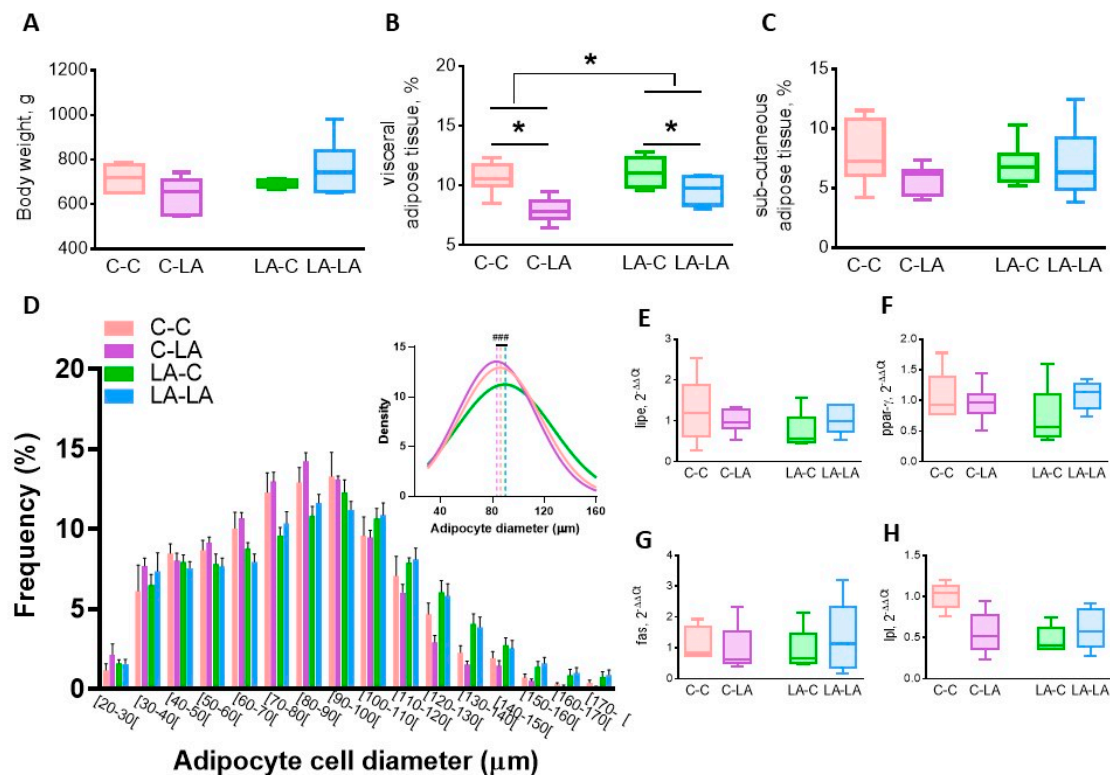 A
B
C
1200
1000
800
600
400
Body weight, g
C-C
C-LA
LA-C
LA-LA
20
15
10
5
visceral
adipose tissue, %
*
*
*
C-C
C-LA
LA-C
LA-LA
15
10
5
0
sub-cutaneous
adipose tissue, %
C-C
C-LA
LA-C
LA-LA
D
C-C
C-LA
LA-C
LA-LA
20
15
10
5
0
Frequency (%)
[20-30[
[30-40[
[40-50[
[50-60[
[60-70[
[70-80[
[80-90[
[90-100[
[100-110[
[110-120[
[120-130[
[130-140[
[140-150[
[150-160[
[160-170[
[170- [
Adipocyte cell diameter (μm)
###
15
10
5
0
Density
40
80
120
160
Adipocyte diameter (μm)
E
3
2
1
0
lipe, 2-ΔΔCt
C-C
C-LA
LA-C
LA-LA
F
2.0
1.5
1.0
0.5
0.0
ppar-γ, 2-ΔΔCt
C-C
C-LA
LA-C
LA-LA
G
4
3
2
1
0
fas, 2-ΔΔCt
C-C
C-LA
LA-C
LA-LA
H
1.5
1.0
0.5
0.0
lpl, 2-ΔΔCt
C-C
C-LA
LA-C
LA-LA